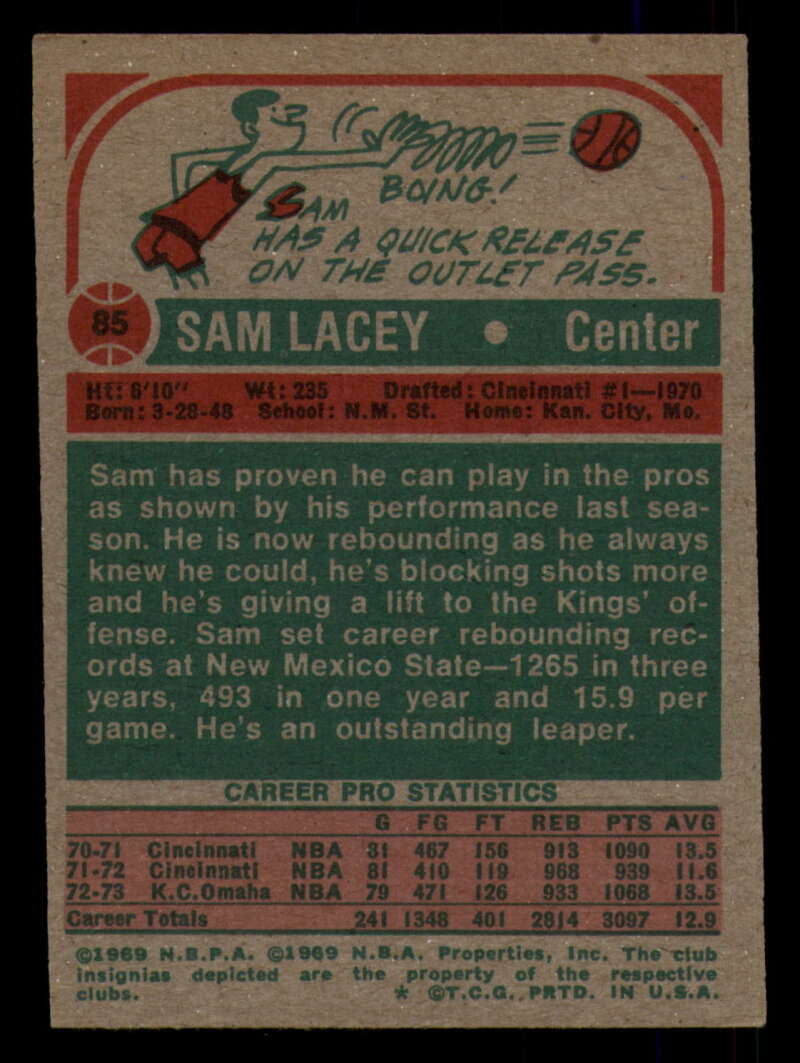 BOING!
SAM
HAS A QUICK RELEASE
ON THE OUTLET PASS.
85 SAM LACEY • Center
Ht: 6'10" Wt: 235 Drafted: Cincinnati #1—1970
Born: 3-28-48 School: N.M. St. Home: Kan. City, Mo.
Sam has proven he can play in the pros
as shown by his performance last sea-
son. He is now rebounding as he always
knew he could, he's blocking shots more
and he's giving a lift to the Kings' of-
fense. Sam set career rebounding rec-
ords at New Mexico State—1265 in three
years, 493 in one year and 15.9 per
game. He's an outstanding leaper.
CAREER PRO STATISTICS
G FG FT REB PTS AVG
70-71 Cincinnati NBA 81 467 156 913 1090 13.5
71-72 Cincinnati NBA 81 410 119 968 939 11.6
72-73 K.C.Omaha NBA 79 471 126 933 1068 13.5
Career Totals 241 1348 401 2814 3097 12.9
©1969 N.B.P.A. ©1969 N.B.A. Properties, Inc. The club
insignias depicted are the property of the respective
clubs. * ©T.C.G., PRTD. IN U.S.A.